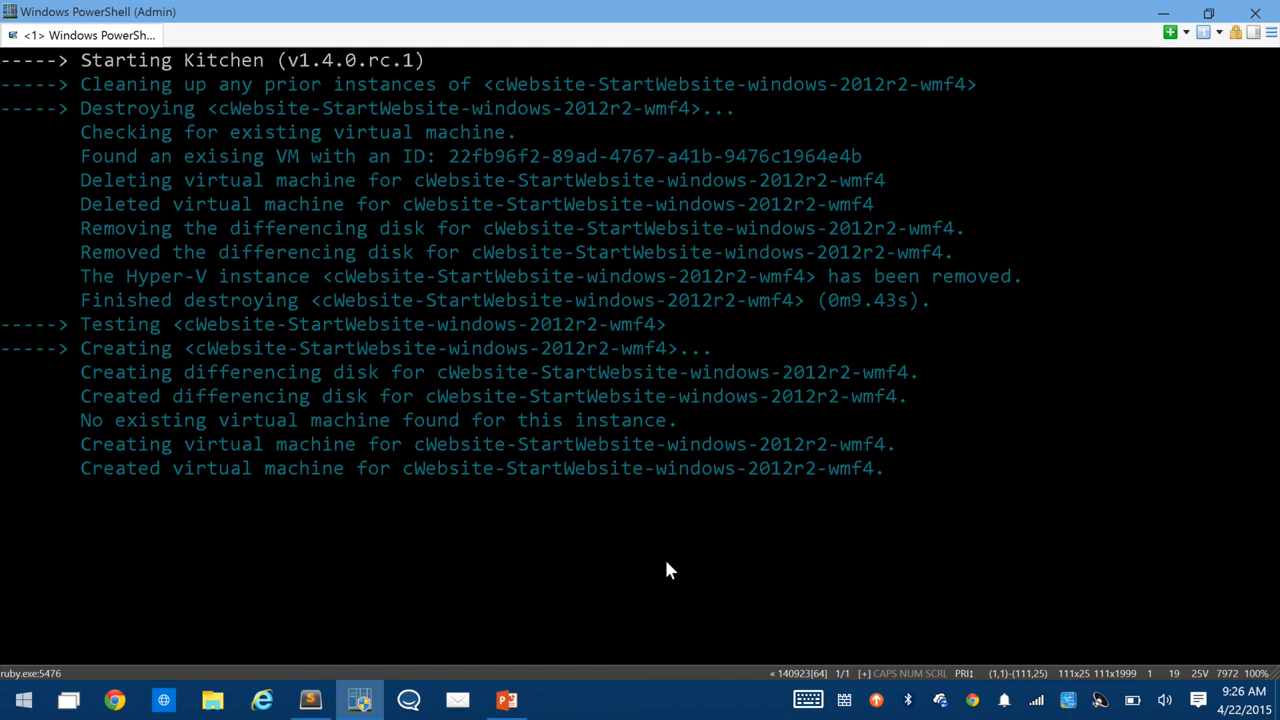 Windows PowerShell (Admin)
<1> Windows PowerSh...
-----> Starting Kitchen (v1.4.0.rc.1)
-----> Cleaning up any prior instances of <cWebsite-StartWebsite-windows-2012r2-wmf4>
-----> Destroying <cWebsite-StartWebsite-windows-2012r2-wmf4>...
Checking for existing virtual machine.
Found an exising VM with an ID: 22fb96f2-89ad-4767-a41b-9476c1964e4b
Deleting virtual machine for cWebsite-StartWebsite-windows-2012r2-wmf4
Deleted virtual machine for cWebsite-StartWebsite-windows-2012r2-wmf4
Removing the differencing disk for cWebsite-StartWebsite-windows-2012r2-wmf4.
Removed the differencing disk for cWebsite-StartWebsite-windows-2012r2-wmf4.
The Hyper-V instance <cWebsite-StartWebsite-windows-2012r2-wmf4> has been removed.
Finished destroying <cWebsite-StartWebsite-windows-2012r2-wmf4> (0m9.43s).
-----> Testing <cWebsite-StartWebsite-windows-2012r2-wmf4>
-----> Creating <cWebsite-StartWebsite-windows-2012r2-wmf4>...
Creating differencing disk for cWebsite-StartWebsite-windows-2012r2-wmf4.
Created differencing disk for cWebsite-StartWebsite-windows-2012r2-wmf4.
No existing virtual machine found for this instance.
Creating virtual machine for cWebsite-StartWebsite-windows-2012r2-wmf4.
Created virtual machine for cWebsite-StartWebsite-windows-2012r2-wmf4.
ruby.exe:5476 « 140923[64] 1/1 [+] CAPS NUM SCRL PRI↕ (1,1)-(111,25) 111x25 111x1999 1 19 25V 7972 100%
9:26 AM
4/22/2015